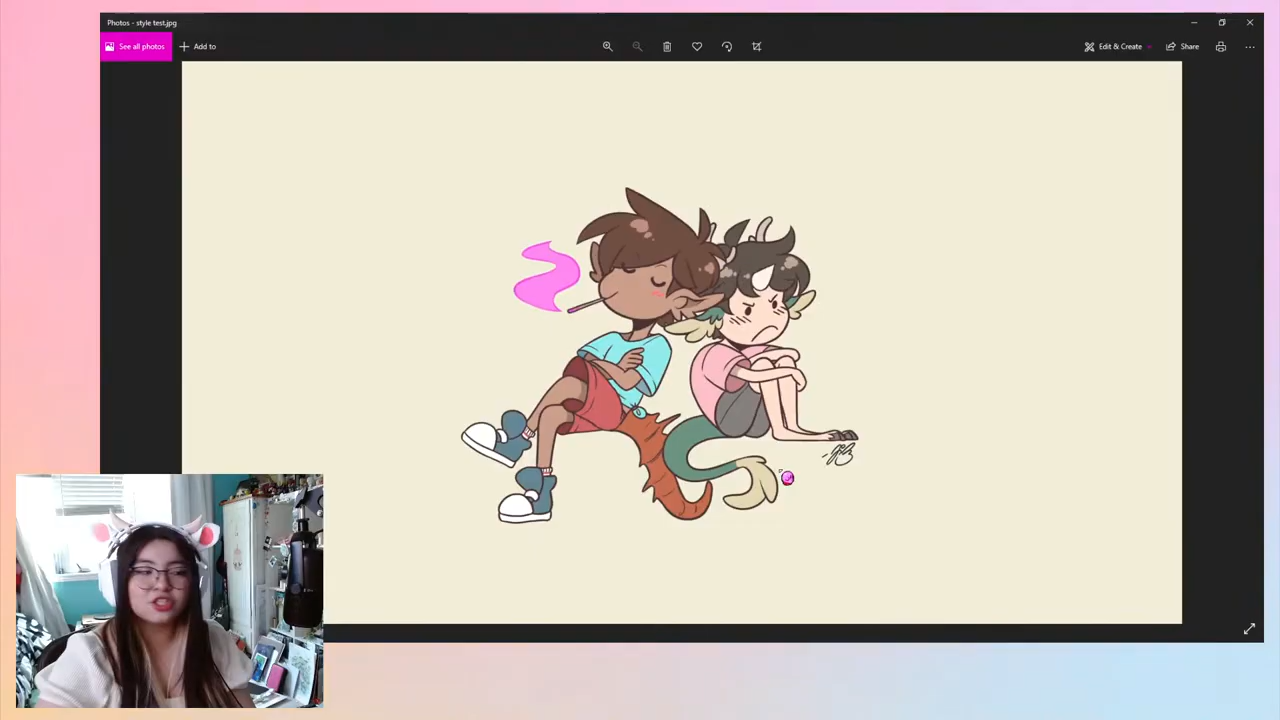 Photos - style test.jpg
See all photos
Add to
Edit & Create
Share